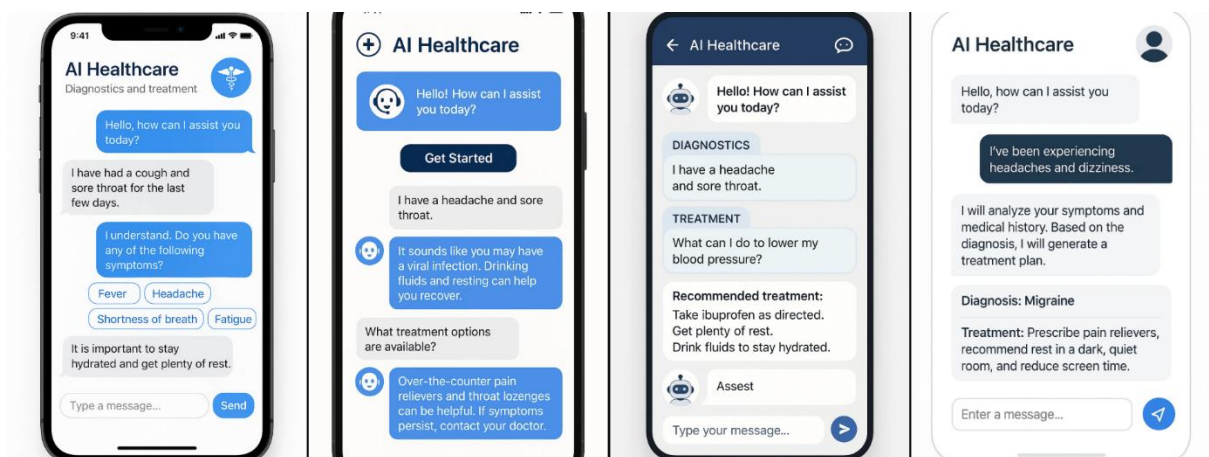 9:41
AI Healthcare
Diagnostics and treatment
Hello, how can I assist you
today?
I have had a cough and
sore throat for the last
few days.
I understand. Do you have
any of the following
symptoms?
Fever
Headache
Shortness of breath
Fatigue
It is important to stay
hydrated and get plenty of rest.
Type a message...
Send
AI Healthcare
Hello! How can I assist
you today?
Get Started
I have a headache and sore
throat.
It sounds like you may have
a viral infection. Drinking
fluids and resting can help
you recover.
What treatment options
are available?
Over-the-counter pain
relievers and throat lozenges
can be helpful. If symptoms
persist, contact your doctor.
AI Healthcare
Hello! How can I assist
you today?
DIAGNOSTICS
I have a headache
and sore throat.
TREATMENT
What can I do to lower my
blood pressure?
Recommended treatment:
Take ibuprofen as directed.
Get plenty of rest.
Drink fluids to stay hydrated.
Assest
Type your message...
AI Healthcare
Hello, how can I assist you
today?
I've been experiencing
headaches and dizziness.
I will analyze your symptoms and
medical history. Based on the
diagnosis, I will generate a
treatment plan.
Diagnosis: Migraine
Treatment: Prescribe pain relievers,
recommend rest in a dark, quiet
room, and reduce screen time.
Enter a message...